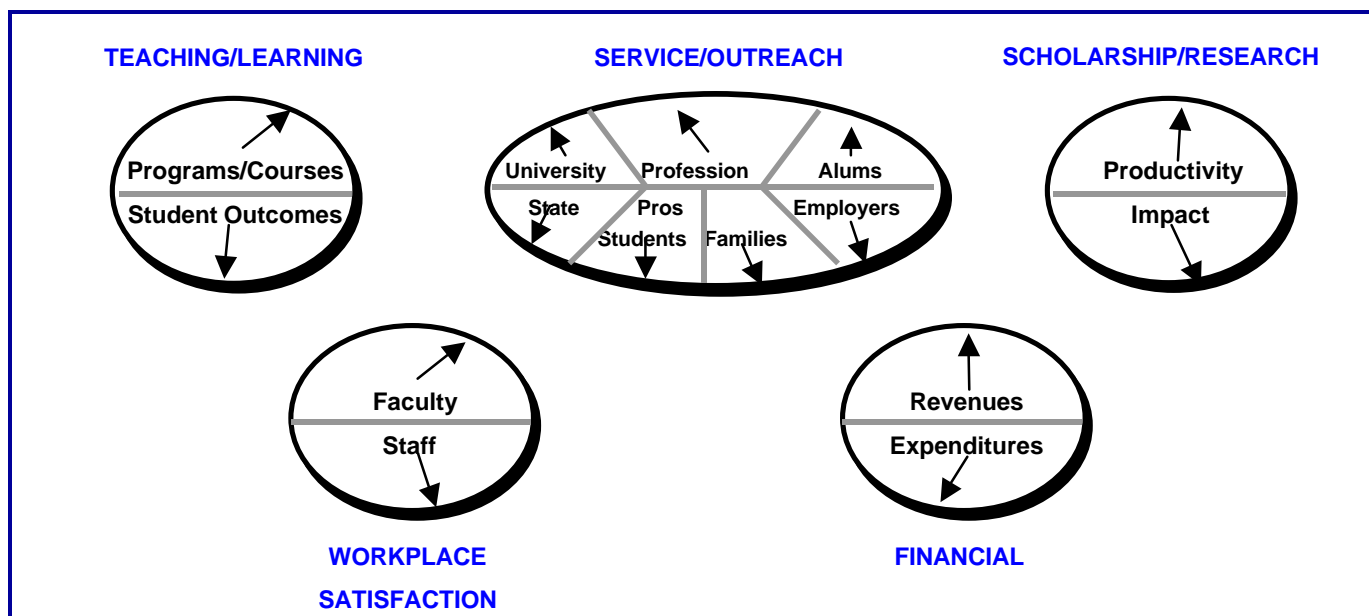 TEACHING/LEARNING
SERVICE/OUTREACH
SCHOLARSHIP/RESEARCH
Programs/Courses
Student Outcomes
University
Profession
Alums
State
Pros
Students
Families
Employers
Productivity
Impact
Faculty
Staff
Revenues
Expenditures
WORKPLACE
SATISFACTION
FINANCIAL